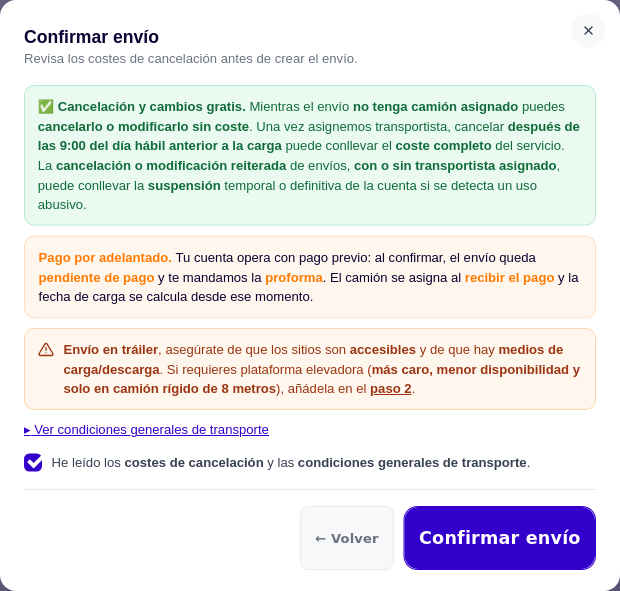 Confirmar envío
✕
Revisa los costes de cancelación antes de crear el envío.
✅ Cancelación y cambios gratis. Mientras el envío no tenga camión asignado puedes
cancelarlo o modificarlo sin coste. Una vez asignemos transportista, cancelar después de
las 9:00 del día hábil anterior a la carga puede conllevar el coste completo del servicio.
La cancelación o modificación reiterada de envíos, con o sin transportista asignado,
puede conllevar la suspensión temporal o definitiva de la cuenta si se detecta un uso
abusivo.
Pago por adelantado. Tu cuenta opera con pago previo: al confirmar, el envío queda
pendiente de pago y te mandamos la proforma. El camión se asigna al recibir el pago y la
fecha de carga se calcula desde ese momento.
⚠ Envío en tráiler, asegúrate de que los sitios son accesibles y de que hay medios de
carga/descarga. Si requieres plataforma elevadora (más caro, menor disponibilidad y
solo en camión rígido de 8 metros), añádela en el paso 2.
▸ Ver condiciones generales de transporte
He leído los costes de cancelación y las condiciones generales de transporte.
← Volver
Confirmar envío